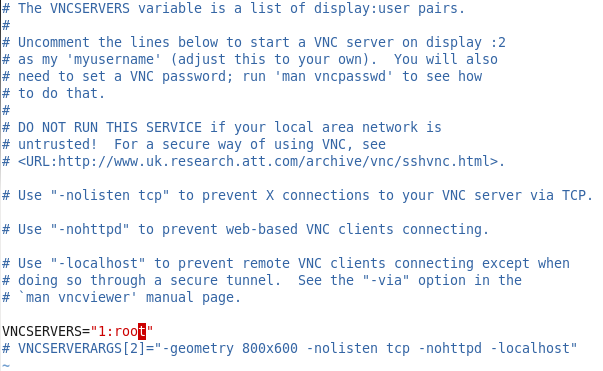 # The VNCSERVERS variable is a list of display:user pairs.
#
# Uncomment the lines below to start a VNC server on display :2
# as my 'myusername' (adjust this to your own).  You will also
# need to set a VNC password; run 'man vncpasswd' to see how
# to do that.
#
# DO NOT RUN THIS SERVICE if your local area network is
# untrusted!  For a secure way of using VNC, see
# <URL:http://www.uk.research.att.com/archive/vnc/sshvnc.html>.

# Use "-nolisten tcp" to prevent X connections to your VNC server via TCP.

# Use "-nohttpd" to prevent web-based VNC clients connecting.

# Use "-localhost" to prevent remote VNC clients connecting except when
# doing so through a secure tunnel.  See the "-via" option in the
# `man vncviewer' manual page.

VNCSERVERS="1:root"
# VNCSERVERARGS[2]="-geometry 800x600 -nolisten tcp -nohttpd -localhost"
~